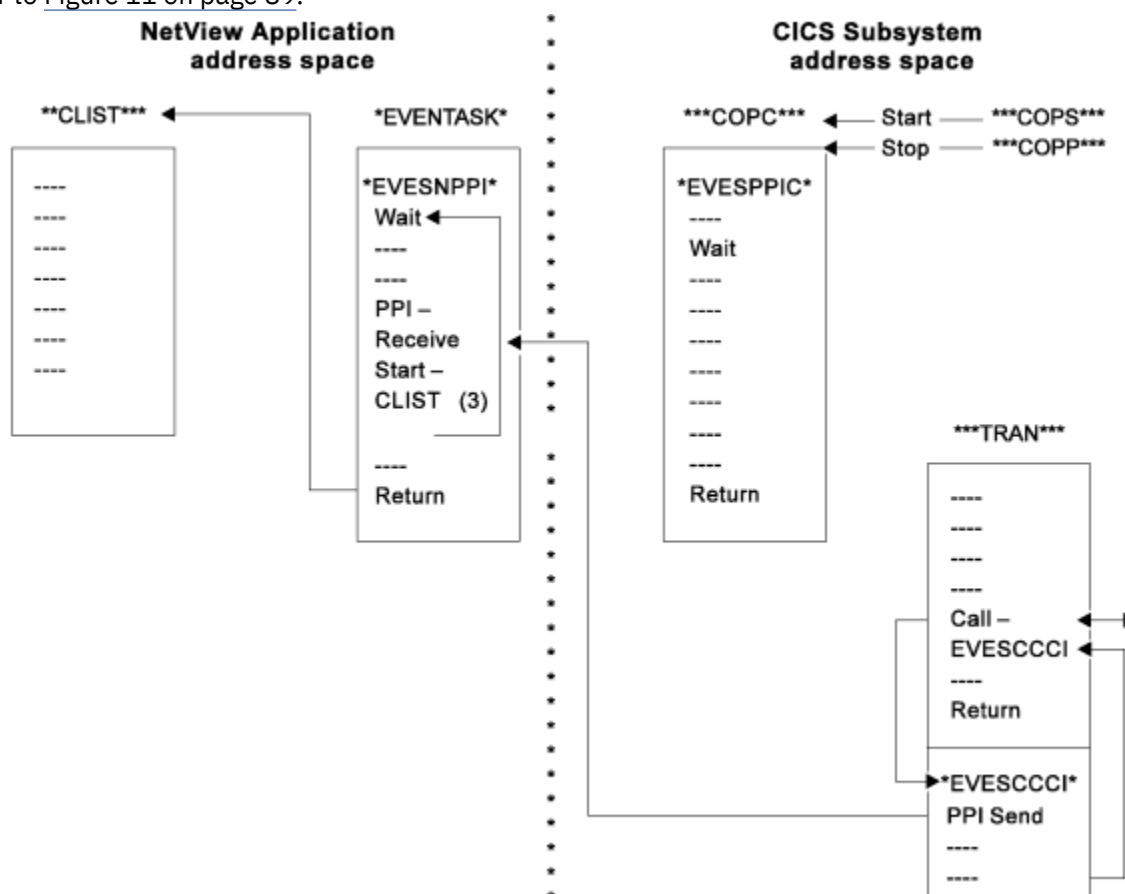 r to Figure 11 on page 89.
NetView Application
address space
**CLIST***
----
----
----
----
----
----
----
*EVENTASK*
*EVESNPPI*
Wait
----
----
PPI –
Receive
Start –
CLIST (3)
----
Return
CICS Subsystem
address space
***COPC***
Start
***COPS***
Stop
***COPP***
*EVESPPIC*
----
Wait
----
----
----
----
----
----
----
Return
***TRAN***
----
----
----
----
Call –
EVESCCCI
----
Return
*EVESCCCI*
PPI Send
----
----